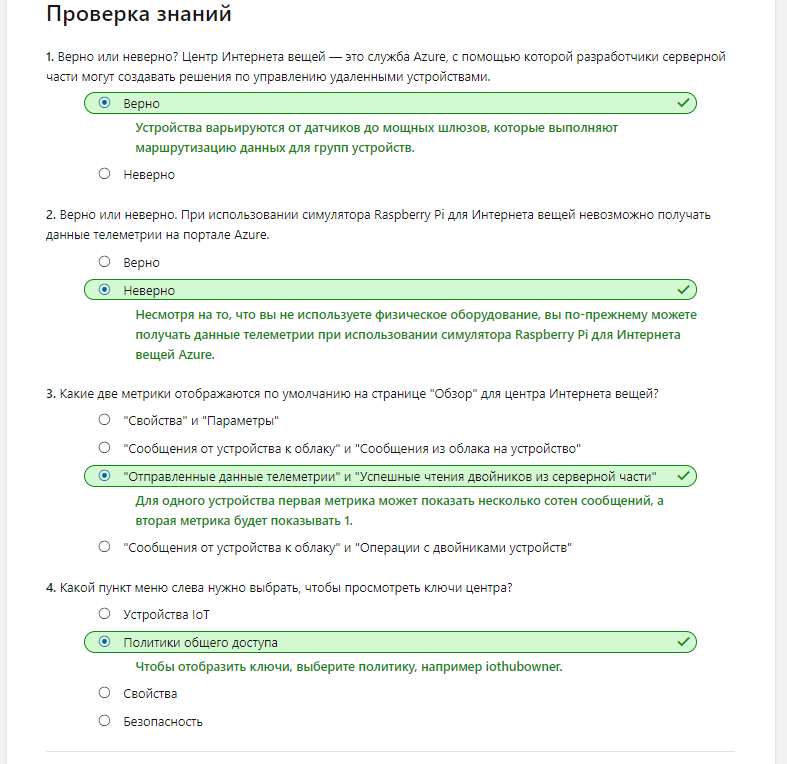 Проверка знаний
1. Верно или неверно? Центр Интернета вещей — это служба Azure, с помощью которой разработчики серверной
части могут создавать решения по управлению удаленными устройствами.
Верно
Устройства варьируются от датчиков до мощных шлюзов, которые выполняют
маршрутизацию данных для групп устройств.
Неверно
2. Верно или неверно. При использовании симулятора Raspberry Pi для Интернета вещей невозможно получать
данные телеметрии на портале Azure.
Верно
Неверно
Несмотря на то, что вы не используете физическое оборудование, вы по-прежнему можете
получать данные телеметрии при использовании симулятора Raspberry Pi для Интернета
вещей Azure.
3. Какие две метрики отображаются по умолчанию на странице "Обзор" для центра Интернета вещей?
"Свойства" и "Параметры"
"Сообщения от устройства к облаку" и "Сообщения из облака на устройство"
"Отправленные данные телеметрии" и "Успешные чтения двойников из серверной части"
Для одного устройства первая метрика может показать несколько сотен сообщений, а
вторая метрика будет показывать 1.
"Сообщения от устройства к облаку" и "Операции с двойниками устройств"
4. Какой пункт меню слева нужно выбрать, чтобы просмотреть ключи центра?
Устройства IoT
Политики общего доступа
Чтобы отобразить ключи, выберите политику, например iothubowner.
Свойства
Безопасность